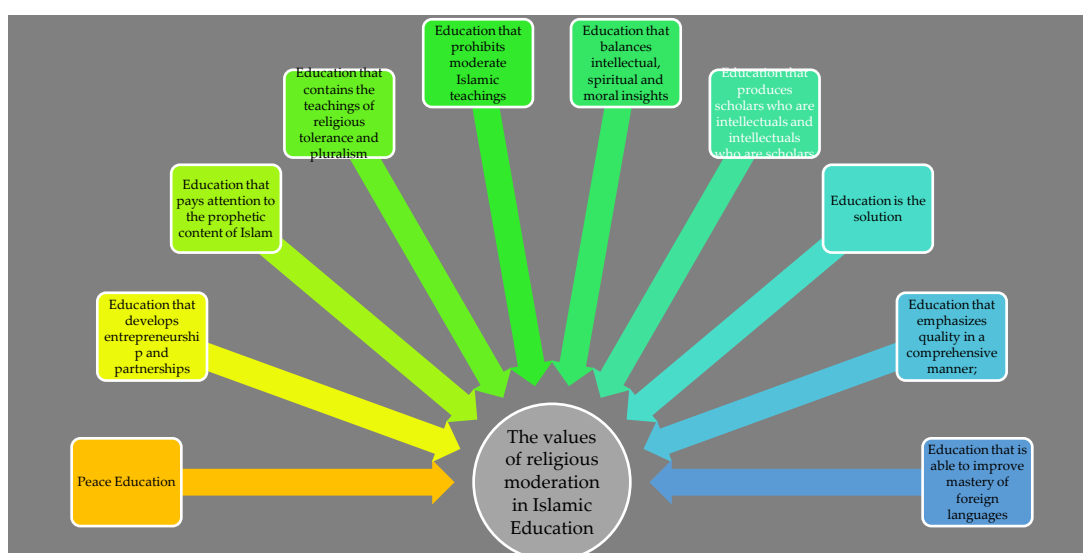 Education that
prohibits
moderate
Islamic
teachings
Education that
balances
intellectual,
spiritual and
moral insights
Education that
contains the
teachings of
religious
tolerance and
pluralism
Education that
produces
scholars who are
intellectuals and
intellectuals
who are scholars
Education that
pays attention to
the prophetic
content of Islam
Education is the
solution
Education that
develops
entrepreneurshi
p and
partnerships
Education that
emphasizes
quality in a
comprehensive
manner;
Peace Education
The values
of religious
moderation
in Islamic
Education
Education that is
able to improve
mastery of
foreign
languages